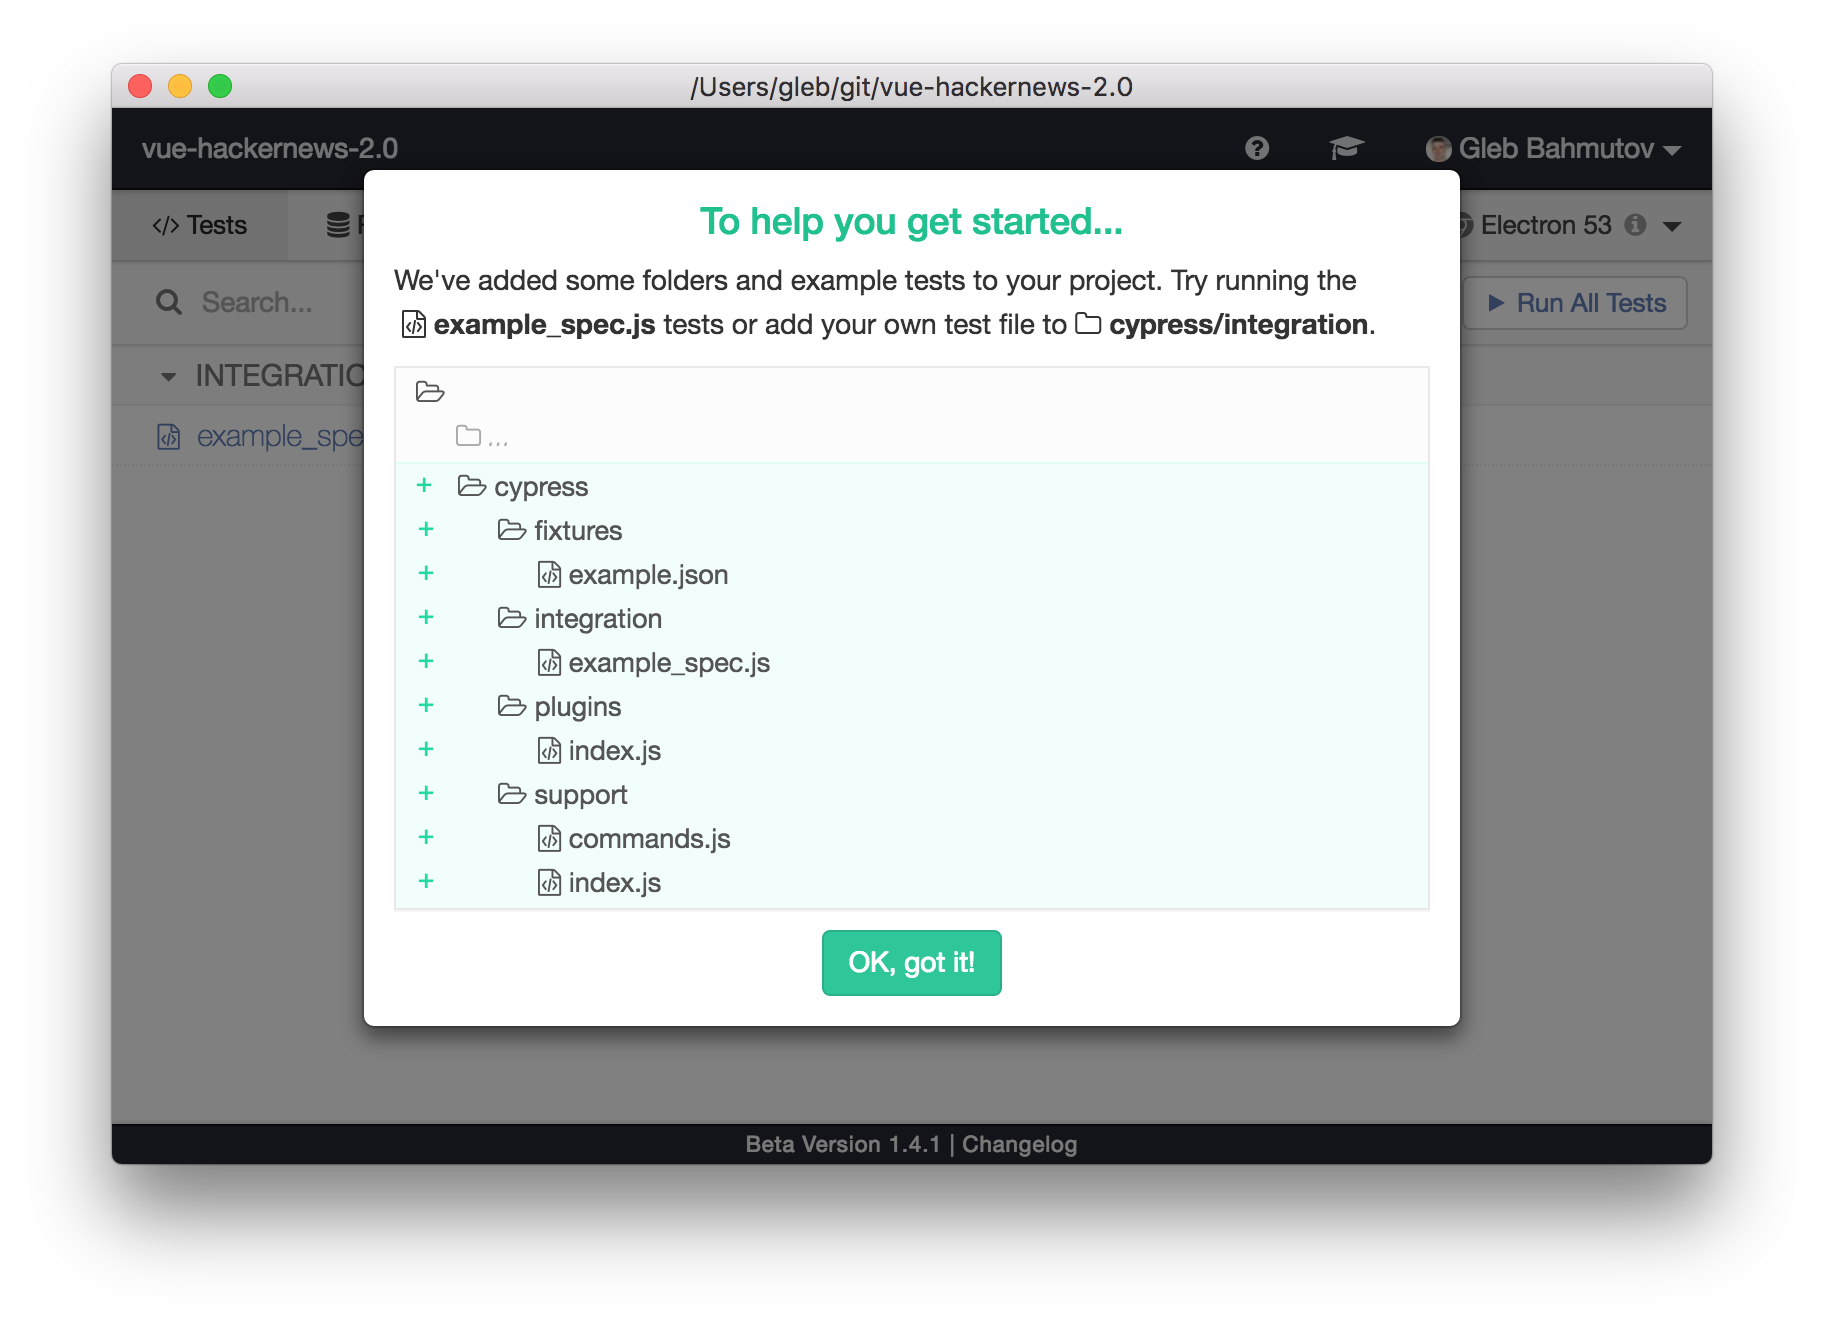 /Users/gleb/git/vue-hackernews-2.0
vue-hackernews-2.0
Gleb Bahmutov
Tests
Electron 53
Search...
Run All Tests
To help you get started...
We've added some folders and example tests to your project. Try running the
example_spec.js tests or add your own test file to cypress/integration.
...
+ cypress
+ fixtures
+ example.json
+ integration
+ example_spec.js
+ plugins
+ index.js
+ support
+ commands.js
+ index.js
OK, got it!
Beta Version 1.4.1 | Changelog